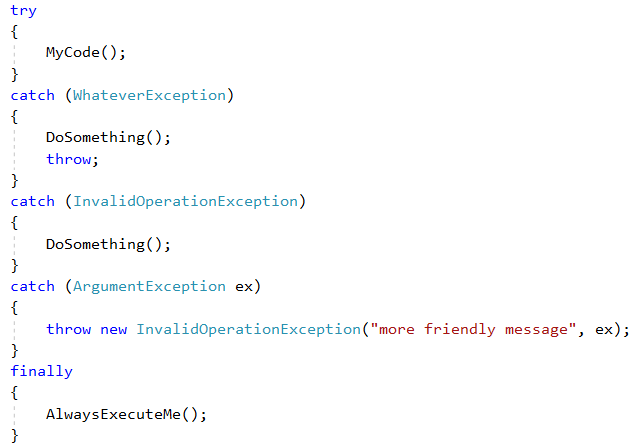 try
{
    MyCode();
}
catch (WhateverException)
{
    DoSomething();
    throw;
}
catch (InvalidOperationException)
{
    DoSomething();
}
catch (ArgumentException ex)
{
    throw new InvalidOperationException("more friendly message", ex);
}
finally
{
    AlwaysExecuteMe();
}